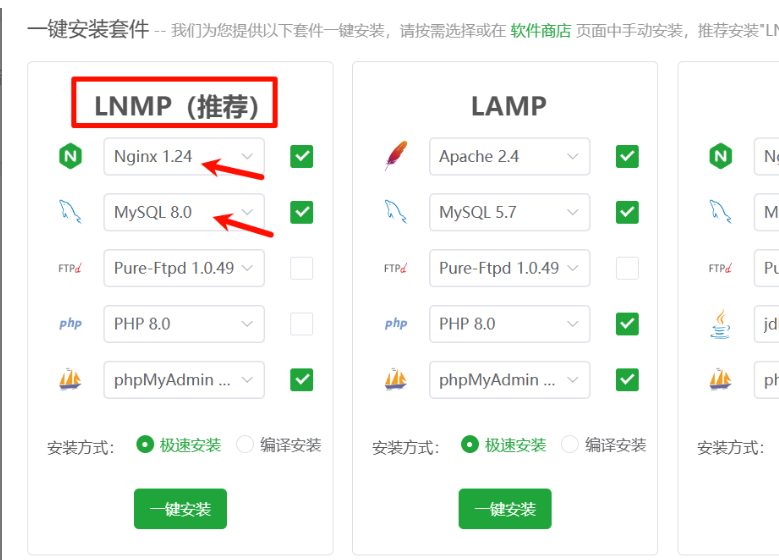 一键安装套件 -- 我们为您提供以下套件一键安装，请按需选择或在 软件商店 页面中手动安装，推荐安装"LN
LNMP（推荐）
Nginx 1.24
MySQL 8.0
FTPd Pure-Ftpd 1.0.49
php PHP 8.0
phpMyAdmin ...
安装方式： 极速安装 编译安装
一键安装
LAMP
Apache 2.4
MySQL 5.7
FTPd Pure-Ftpd 1.0.49
php PHP 8.0
phpMyAdmin ...
安装方式： 极速安装 编译安装
一键安装
N
M
FTPd Pu
jd
ph
安装方式：